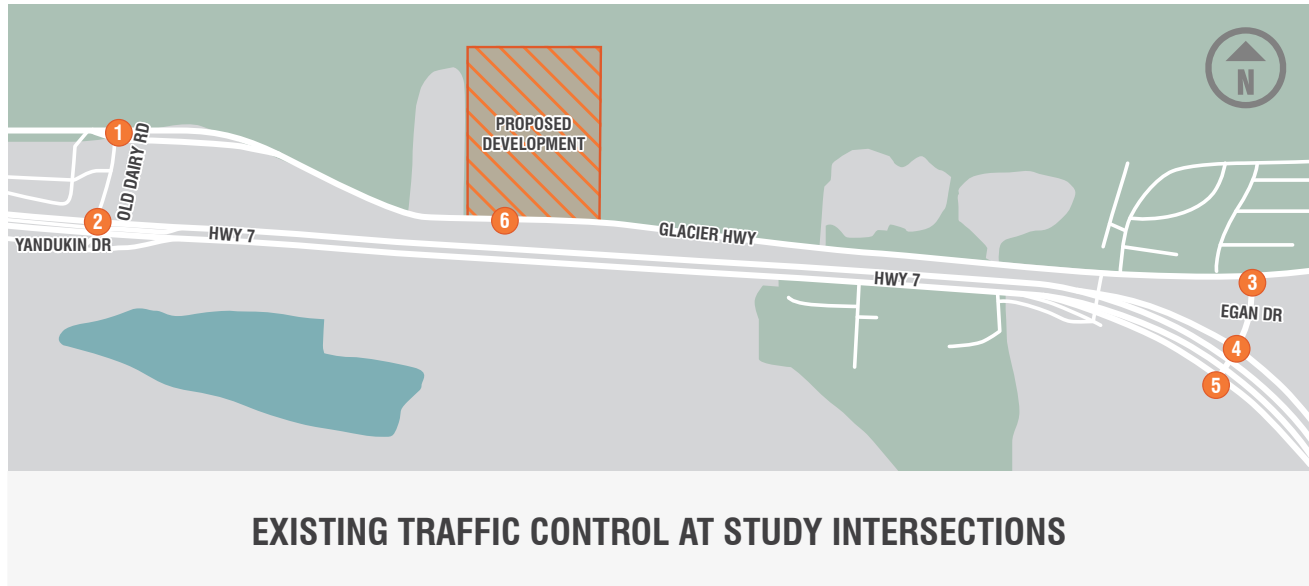 N
PROPOSED
DEVELOPMENT
1
OLD DAIRY RD
2
YANDUKIN DR
HWY 7
6
GLACIER HWY
HWY 7
3
EGAN DR
4
5
EXISTING TRAFFIC CONTROL AT STUDY INTERSECTIONS